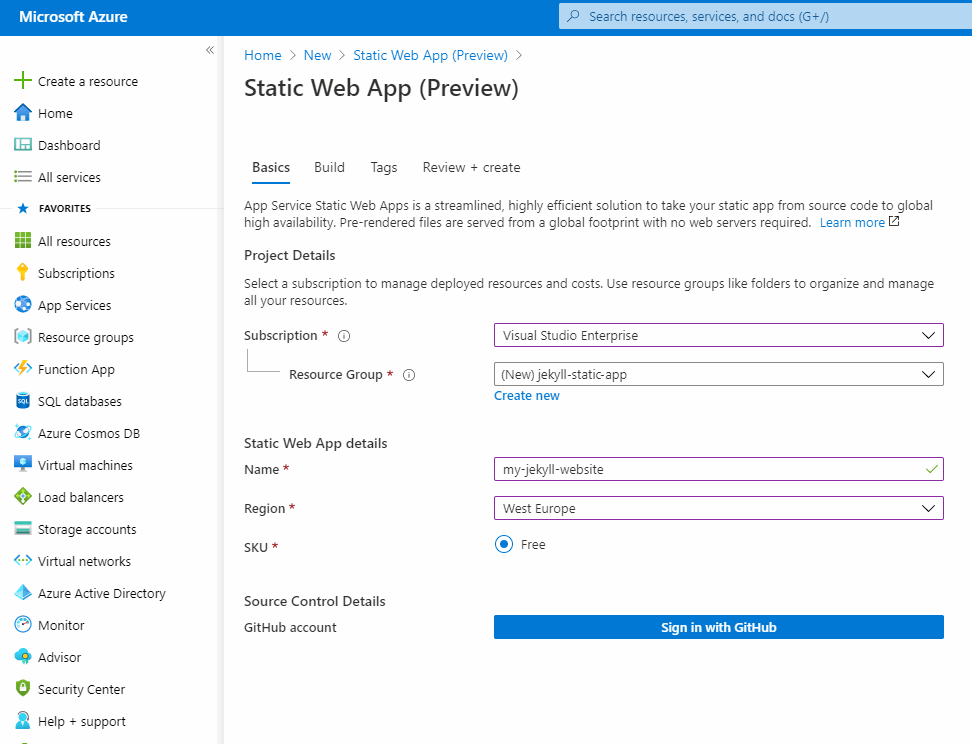 Microsoft Azure
Search resources, services, and docs (G+/)
«
Create a resource
Home
Dashboard
All services
FAVORITES
All resources
Subscriptions
App Services
Resource groups
Function App
SQL databases
Azure Cosmos DB
Virtual machines
Load balancers
Storage accounts
Virtual networks
Azure Active Directory
Monitor
Advisor
Security Center
Help + support
Home > New > Static Web App (Preview) >
Static Web App (Preview)
Basics Build Tags Review + create
App Service Static Web Apps is a streamlined, highly efficient solution to take your static app from source code to global
high availability. Pre-rendered files are served from a global footprint with no web servers required. Learn more
Project Details
Select a subscription to manage deployed resources and costs. Use resource groups like folders to organize and manage
all your resources.
Subscription * Visual Studio Enterprise
Resource Group * (New) jekyll-static-app
Create new
Static Web App details
Name * my-jekyll-website
Region * West Europe
SKU * Free
Source Control Details
GitHub account Sign in with GitHub